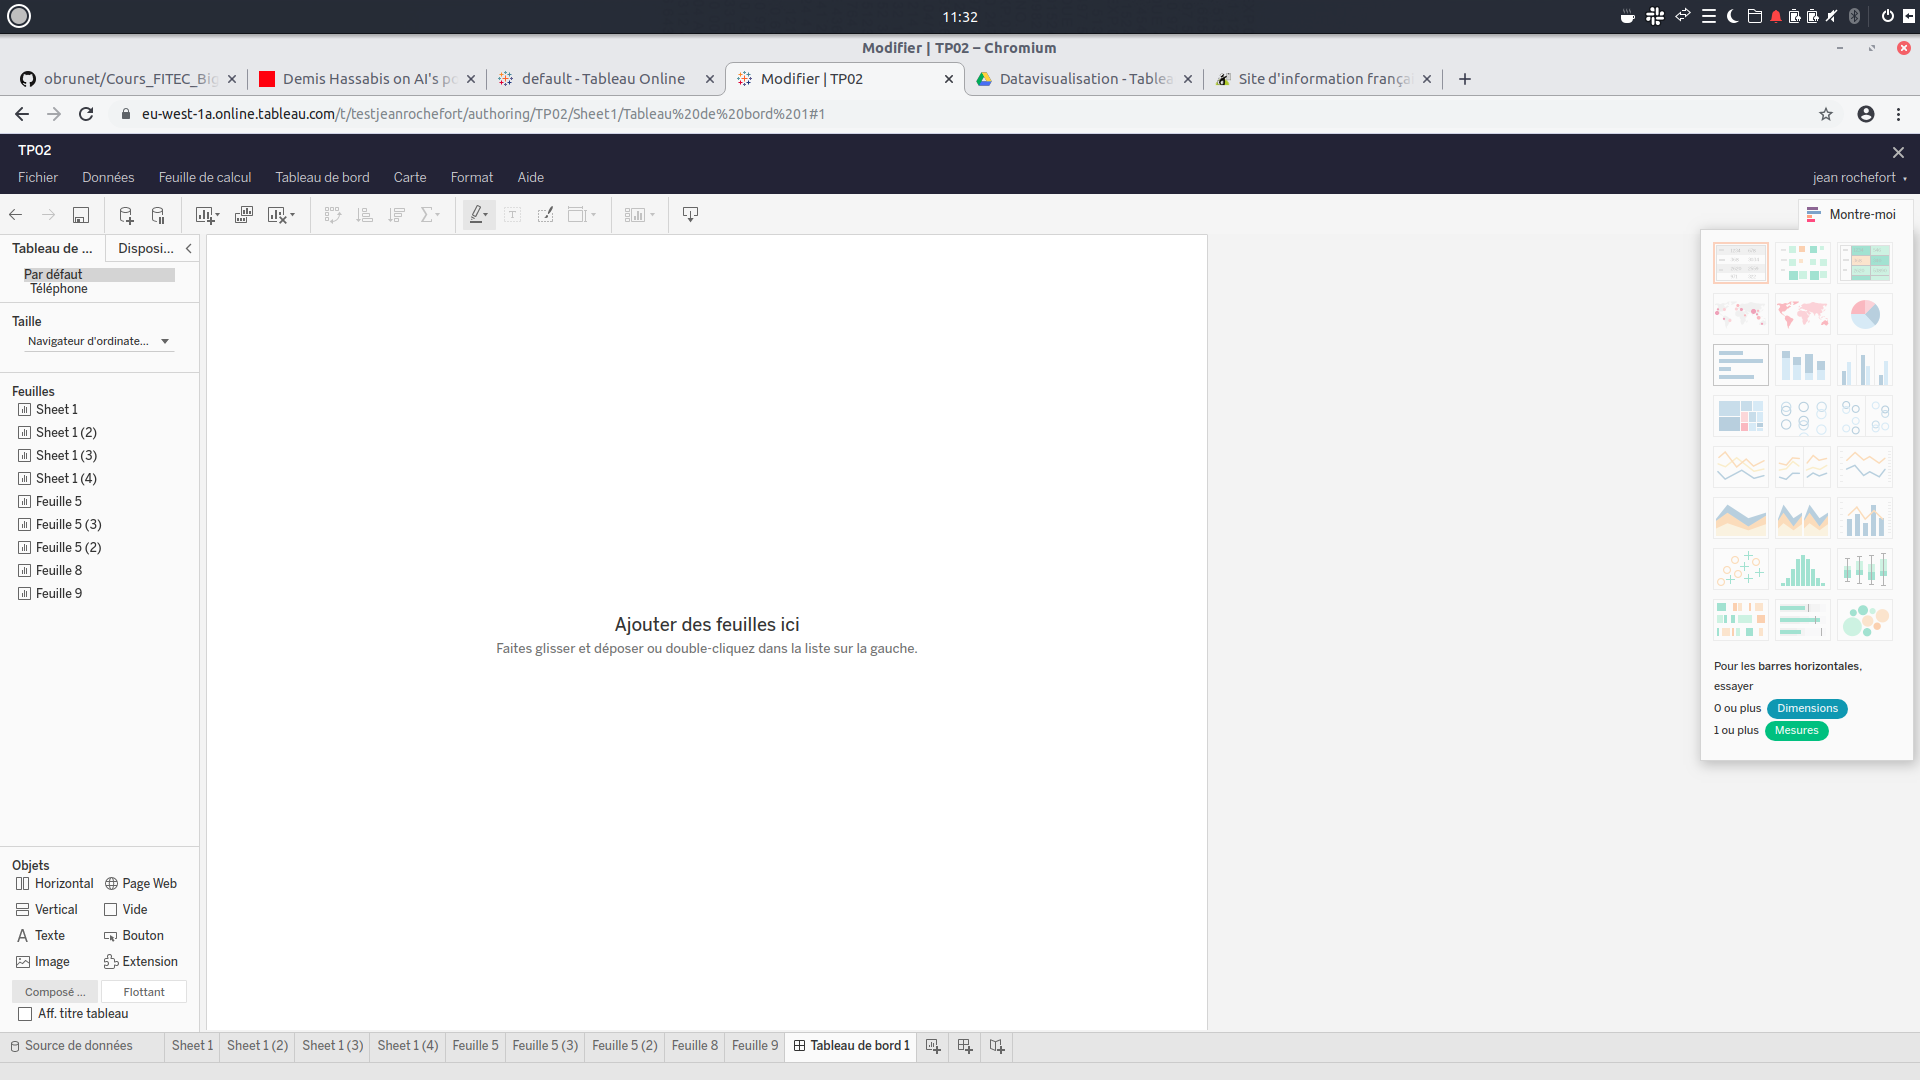 11:32
Modifier | TP02 – Chromium
obrunet/Cours_FITEC_Big
Demis Hassabis on AI's po
default - Tableau Online
Modifier | TP02
Datavisualisation - Tablea
Site d'information françai
eu-west-1a.online.tableau.com/t/testjeanrochefort/authoring/TP02/Sheet1/Tableau%20de%20bord%201#1
TP02
Fichier Données Feuille de calcul Tableau de bord Carte Format Aide
jean rochefort
Montre-moi
Tableau de ... Disposi...
Par défaut
Téléphone
Taille
Navigateur d'ordinate...
Feuilles
Sheet 1
Sheet 1 (2)
Sheet 1 (3)
Sheet 1 (4)
Feuille 5
Feuille 5 (3)
Feuille 5 (2)
Feuille 8
Feuille 9
Ajouter des feuilles ici
Faites glisser et déposer ou double-cliquez dans la liste sur la gauche.
Pour les barres horizontales,
essayer
0 ou plus Dimensions
1 ou plus Mesures
Objets
Horizontal Page Web
Vertical Vide
Texte Bouton
Image Extension
Composé ... Flottant
Aff. titre tableau
Source de données Sheet 1 Sheet 1 (2) Sheet 1 (3) Sheet 1 (4) Feuille 5 Feuille 5 (3) Feuille 5 (2) Feuille 8 Feuille 9 Tableau de bord 1